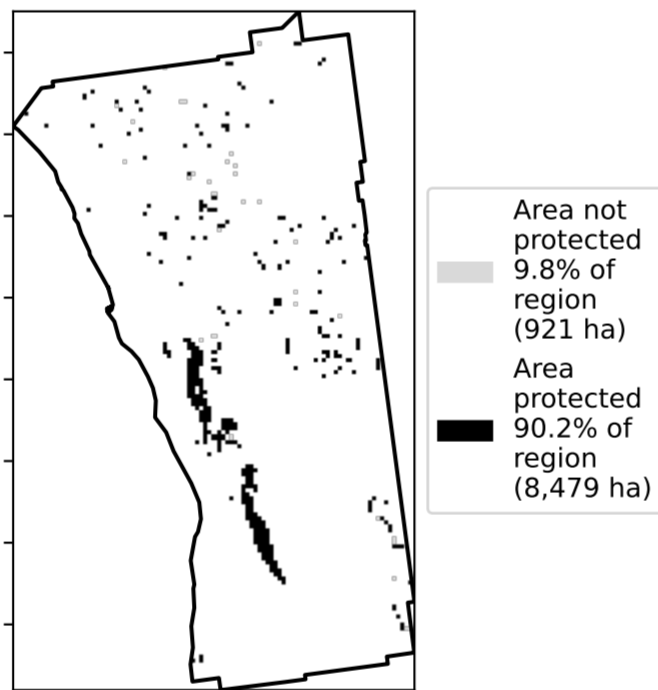 Area not
protected
9.8% of
region
(921 ha)
Area
protected
90.2% of
region
(8,479 ha)